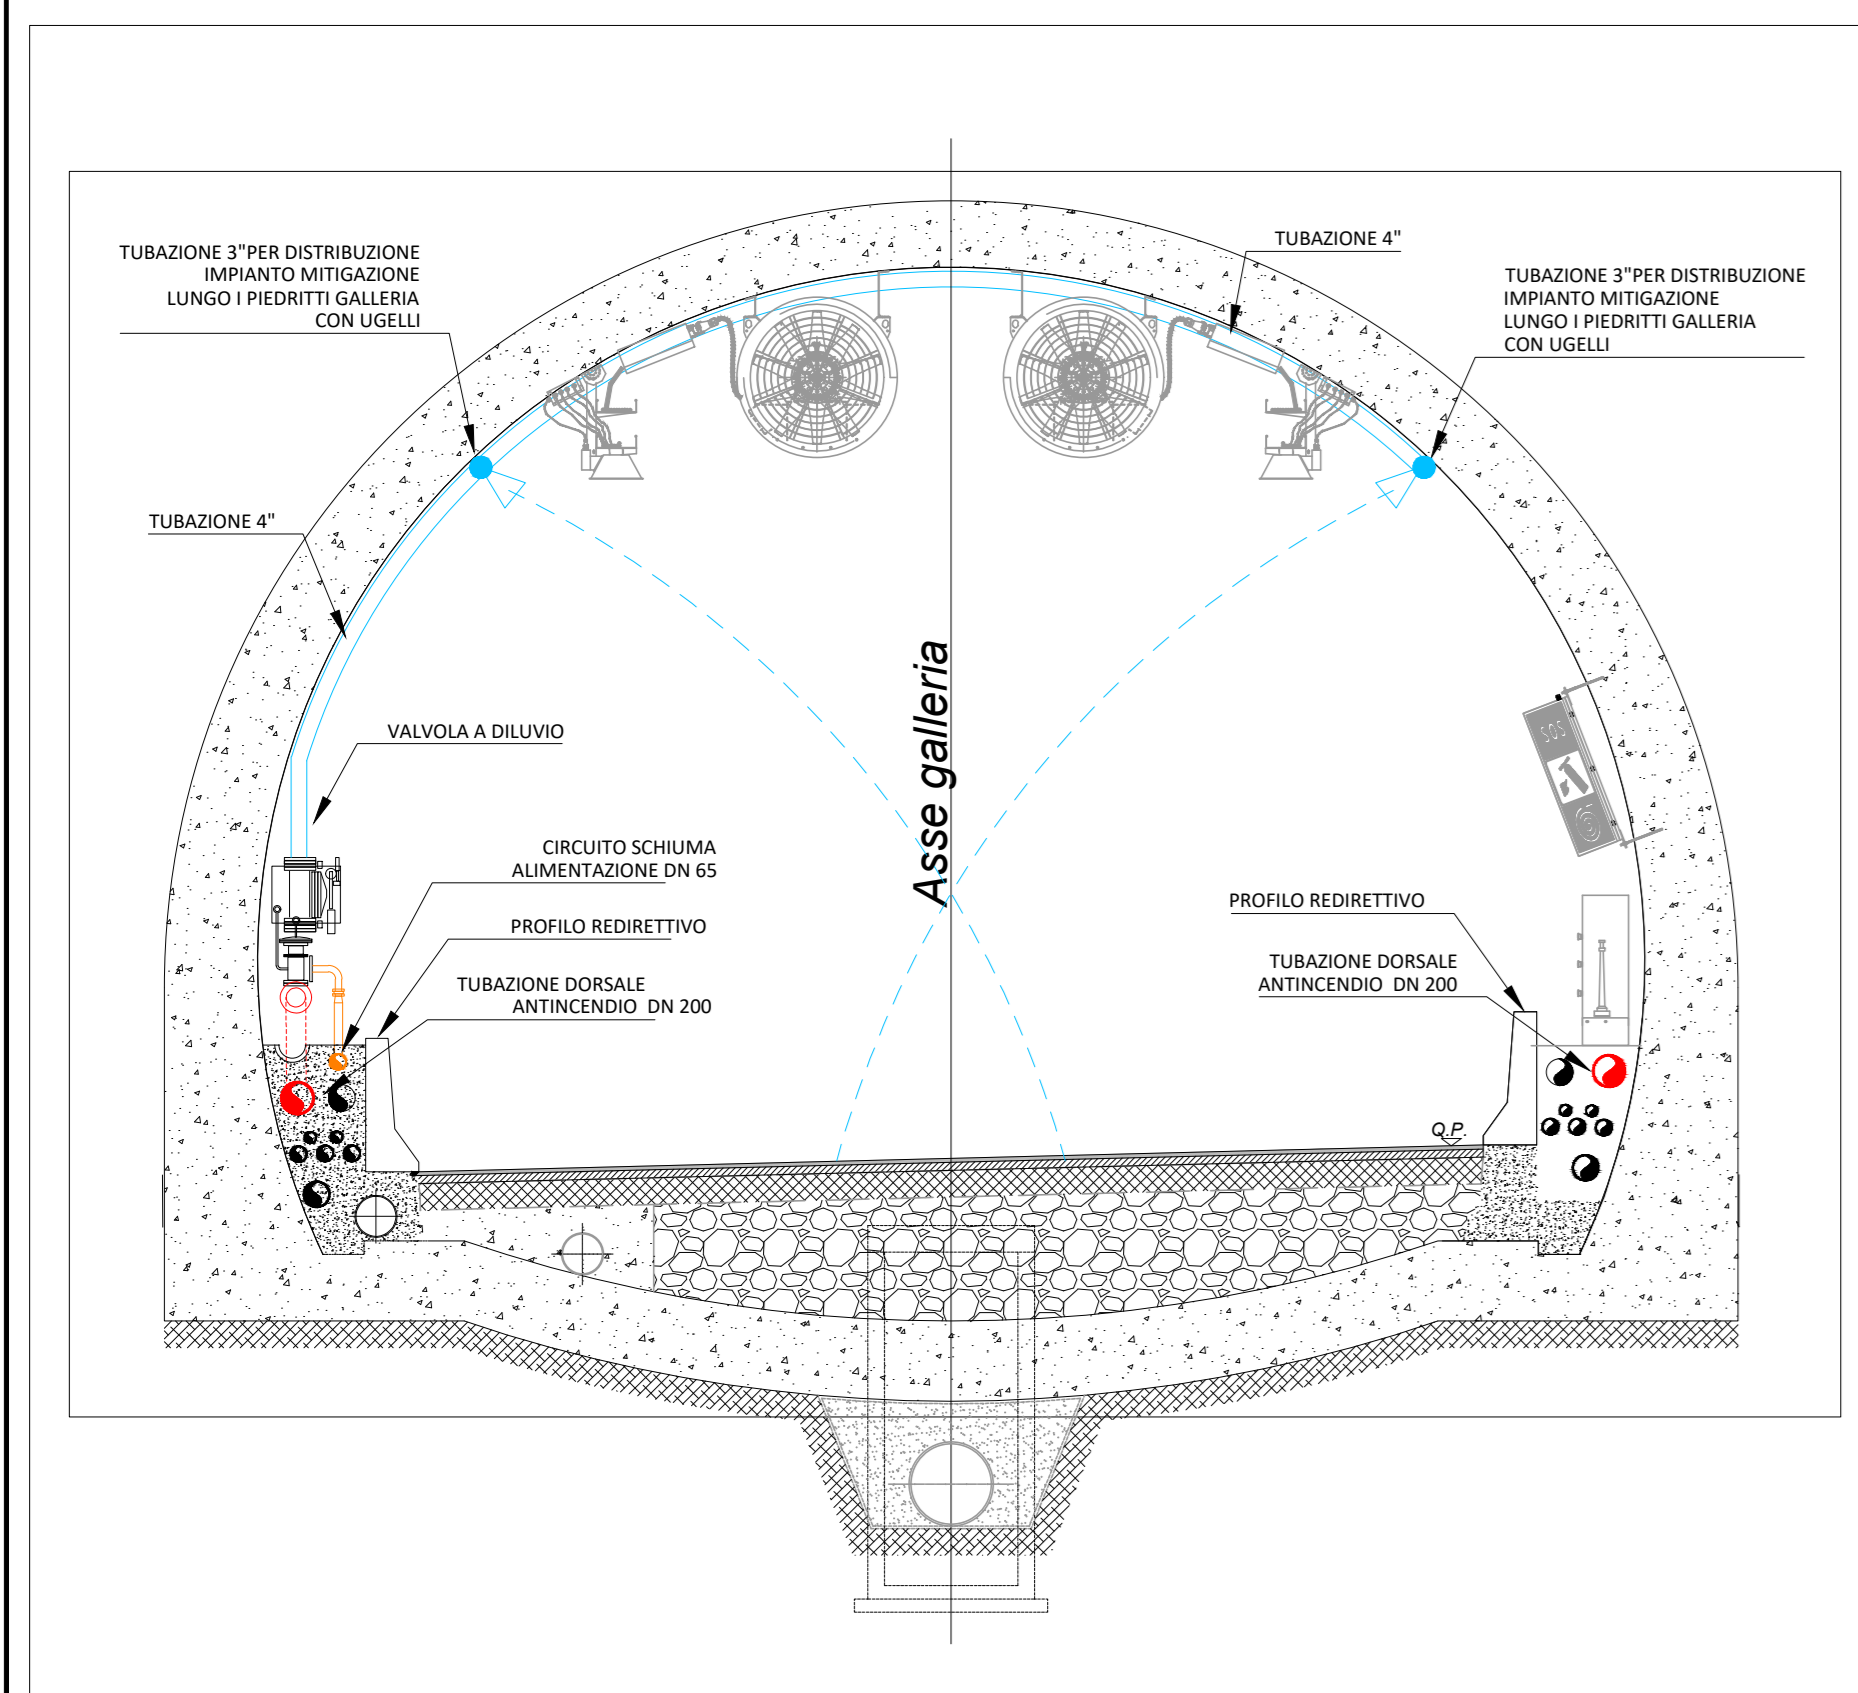 TUBAZIONE 3"PER DISTRIBUZIONE
IMPIANTO MITIGAZIONE
LUNGO I PIEDRITTI GALLERIA
CON UGELLI
TUBAZIONE 4"
TUBAZIONE 3"PER DISTRIBUZIONE
IMPIANTO MITIGAZIONE
LUNGO I PIEDRITTI GALLERIA
CON UGELLI
TUBAZIONE 4"
VALVOLA A DILUVIO
Asse galleria
SOS
CIRCUITO SCHIUMA
ALIMENTAZIONE DN 65
PROFILO REDIRETTIVO
TUBAZIONE DORSALE
ANTINCENDIO DN 200
PROFILO REDIRETTIVO
TUBAZIONE DORSALE
ANTINCENDIO DN 200
Q.P.